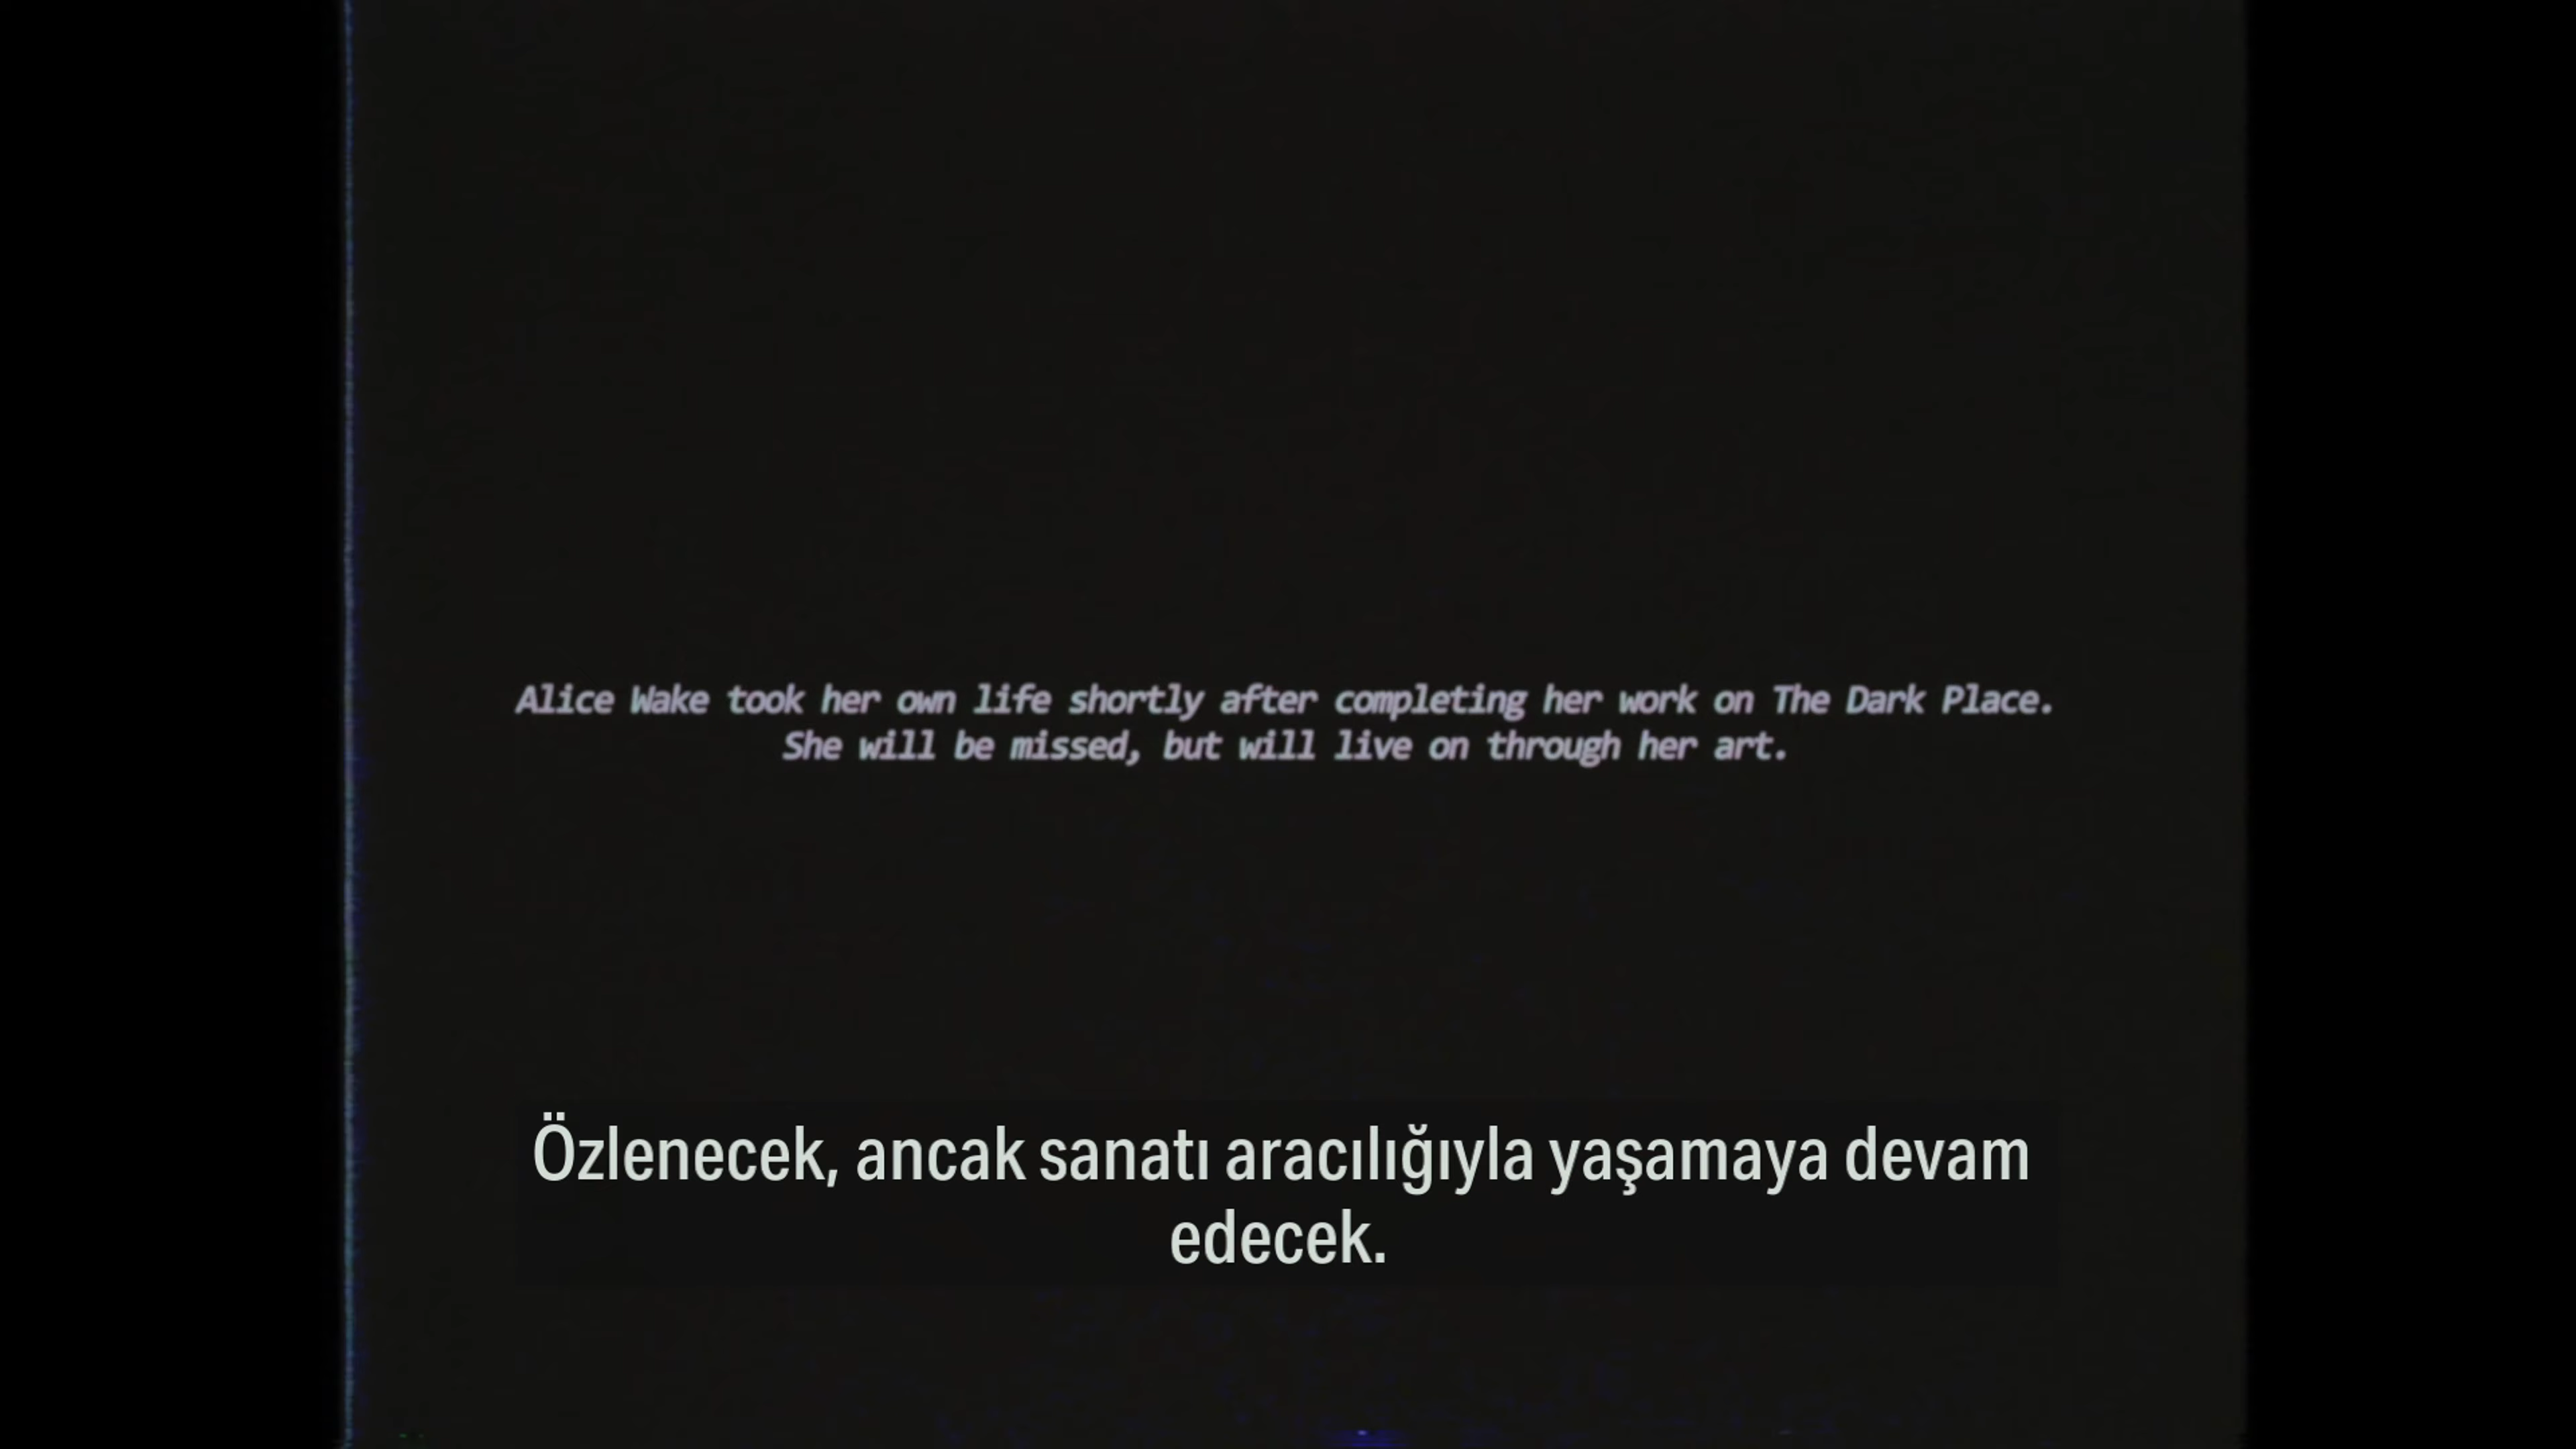 Alice Wake took her own life shortly after completing her work on The Dark Place.
She will be missed, but will live on through her art.
Özlenecek, ancak sanatı aracılığıyla yaşamaya devam
edecek.